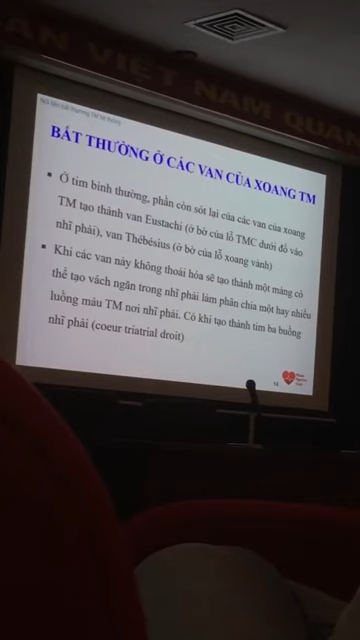 VIỆT NAM QUAN
BẤT THƯỜNG Ở CÁC VAN CỦA XOANG TM
▪ Ở tim bình thường, phần còn sót lại của các van của xoang
TM tạo thành van Eustachi (ở bờ của lỗ TMC dưới đổ vào
nhĩ phải), van Thébésius (ở bờ của lỗ xoang vành)
▪ Khi các van này không thoái hóa sẽ tạo thành một màng có
thể tạo vách ngăn trong nhĩ phải làm phân chia một hay nhiều
luồng máu TM nơi nhĩ phải. Có khi tạo thành tim ba buồng
nhĩ phải (coeur triatrial droit)